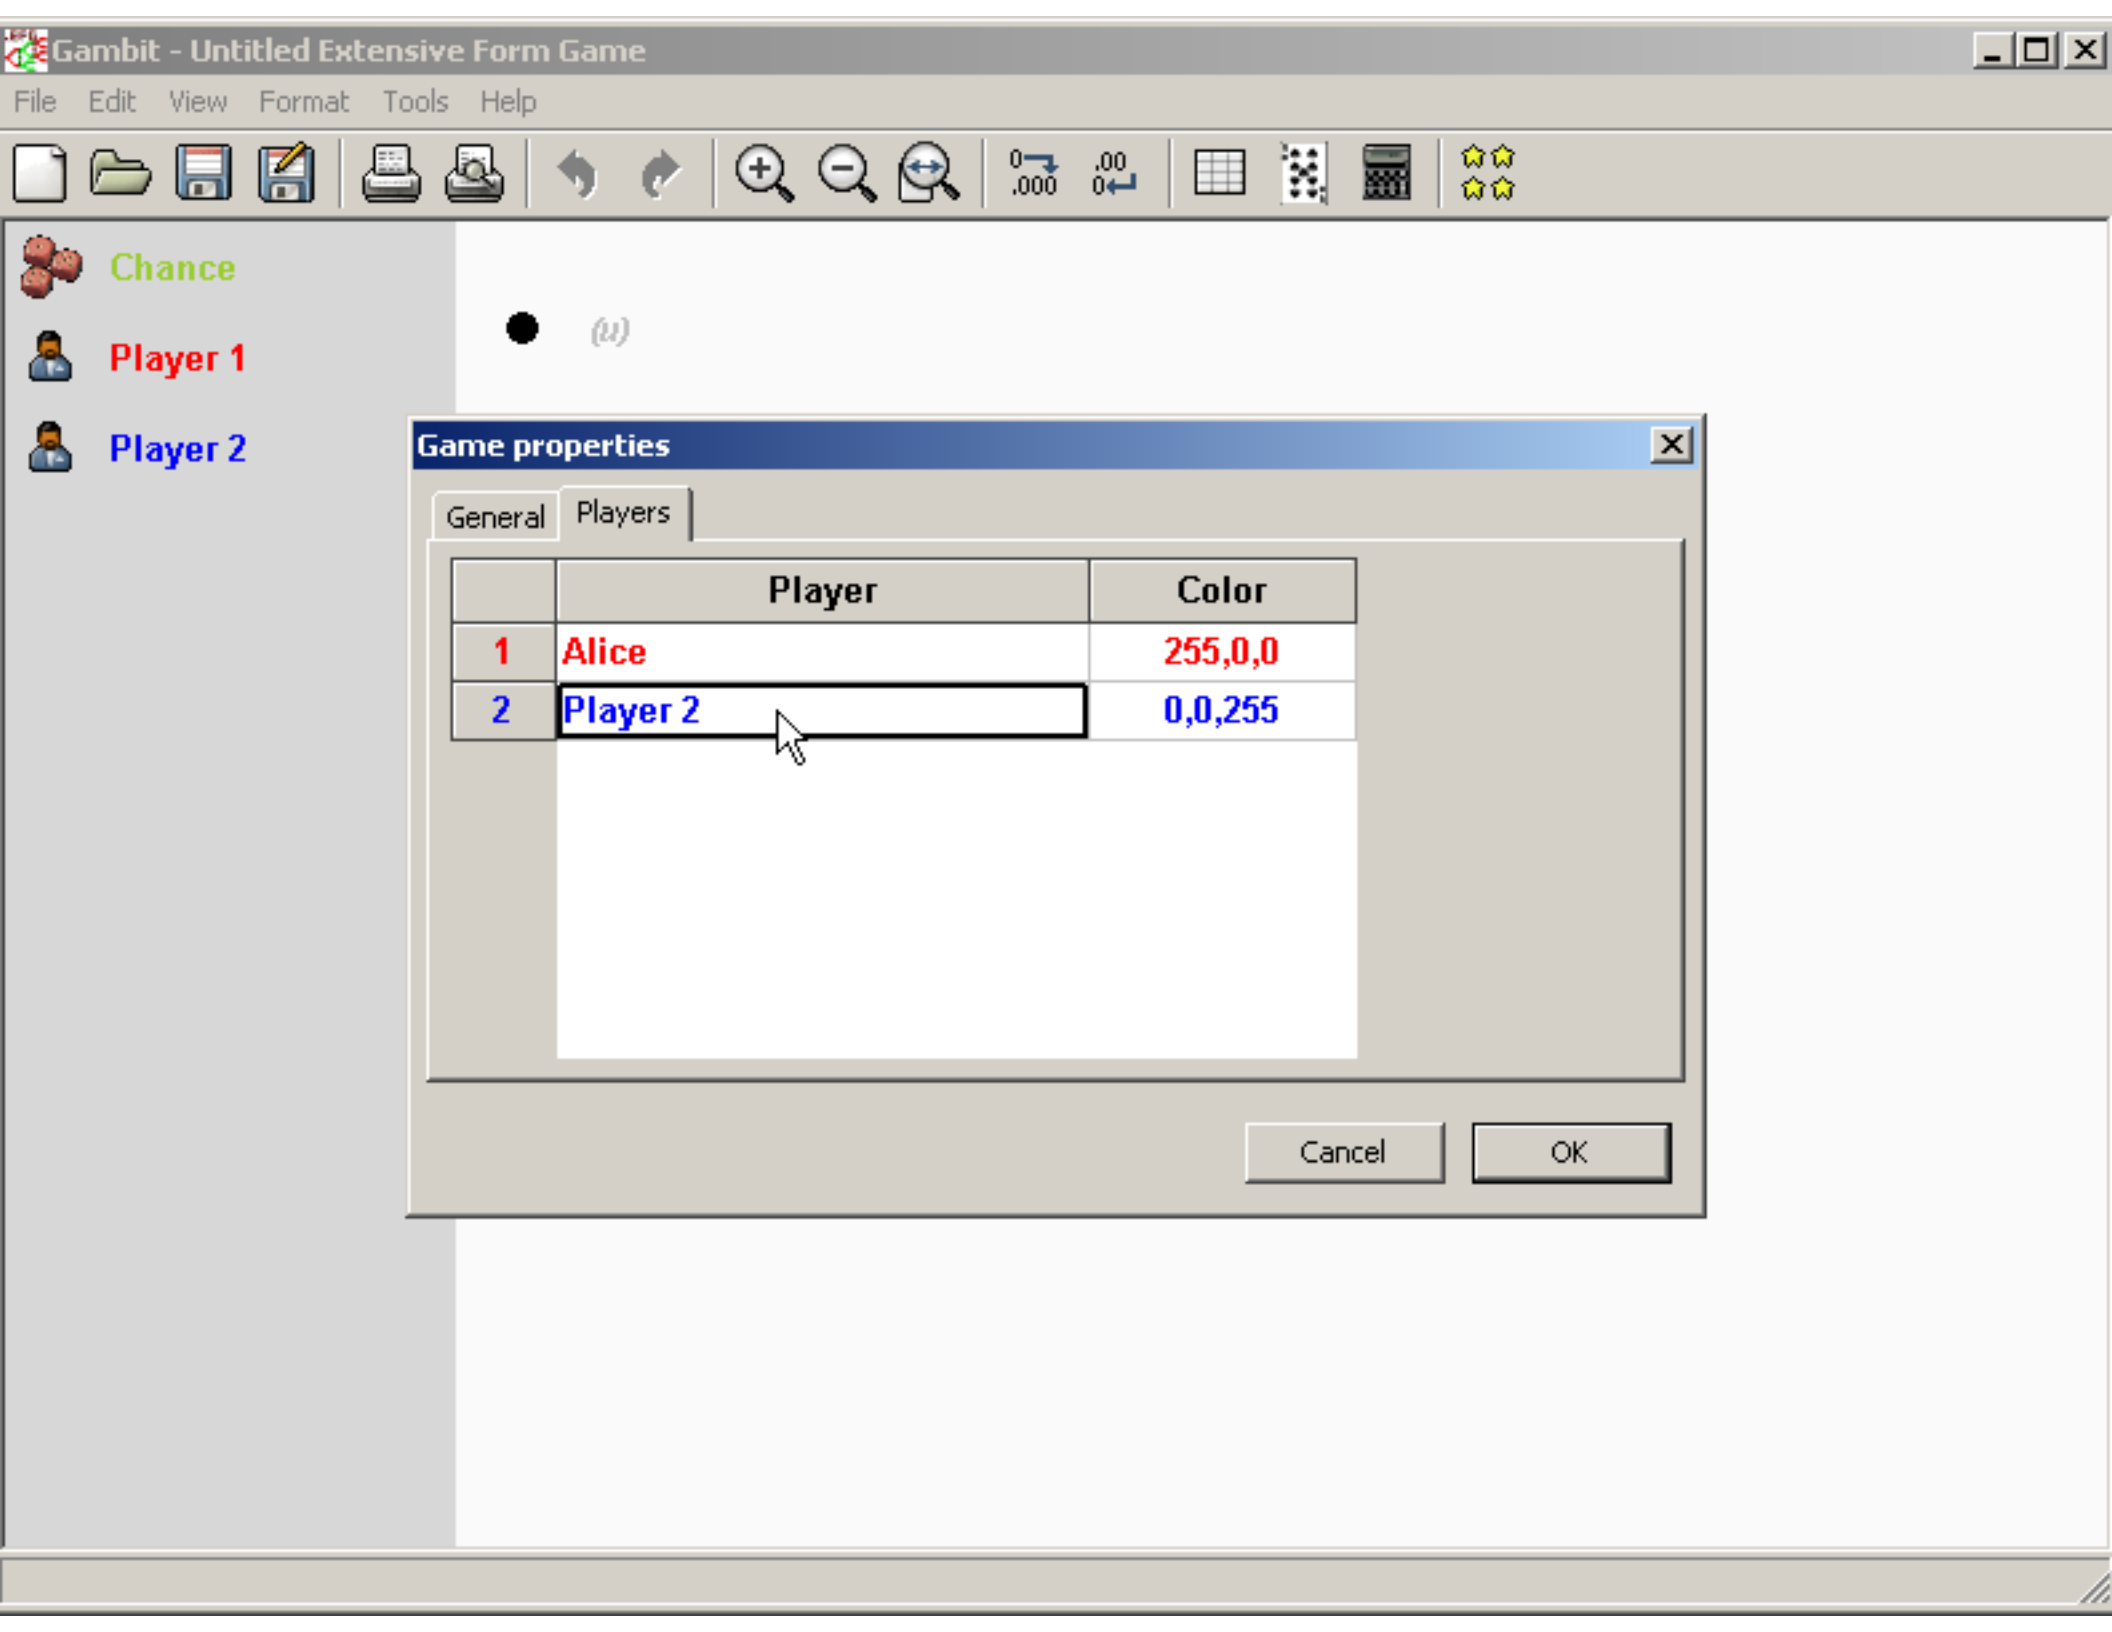 Gambit - Untitled Extensive Form Game
File Edit View Format Tools Help
0 .000 .00 0
Chance
Player 1
Player 2
(u)
Game properties
General Players
Player Color
1 Alice 255,0,0
2 Player 2 0,0,255
Cancel OK